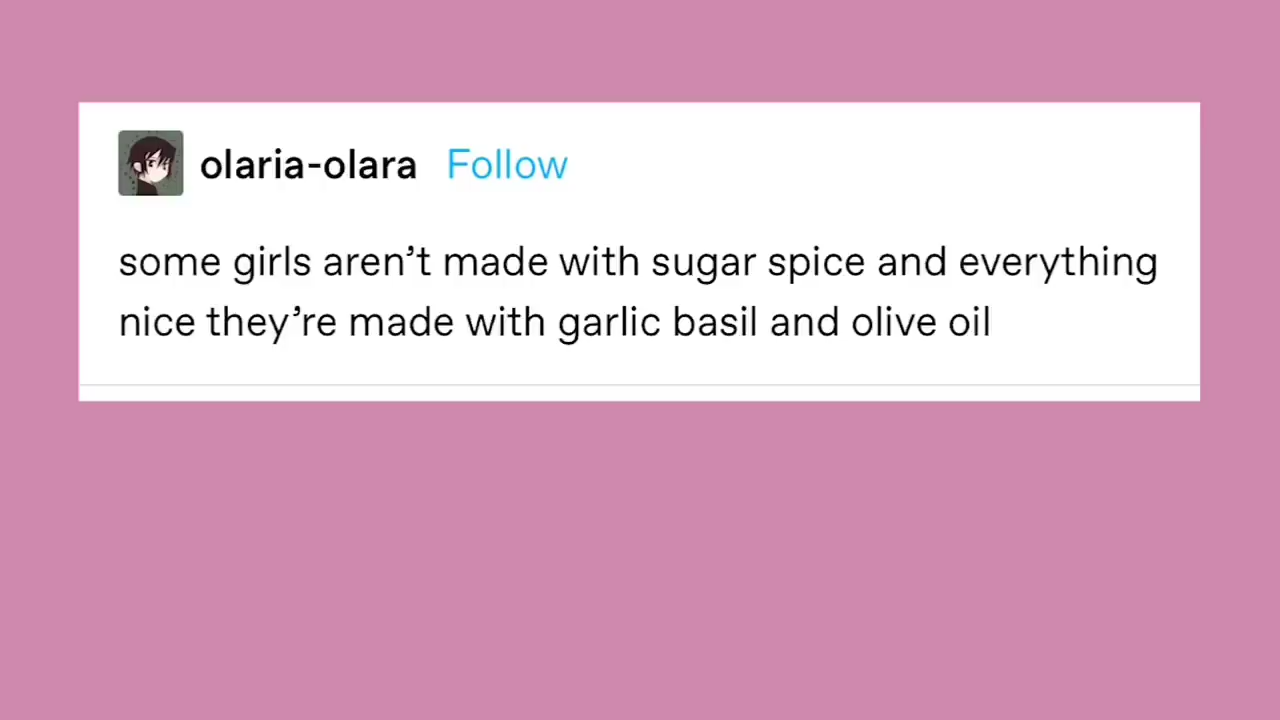 olaria-olara Follow
some girls aren’t made with sugar spice and everything
nice they’re made with garlic basil and olive oil